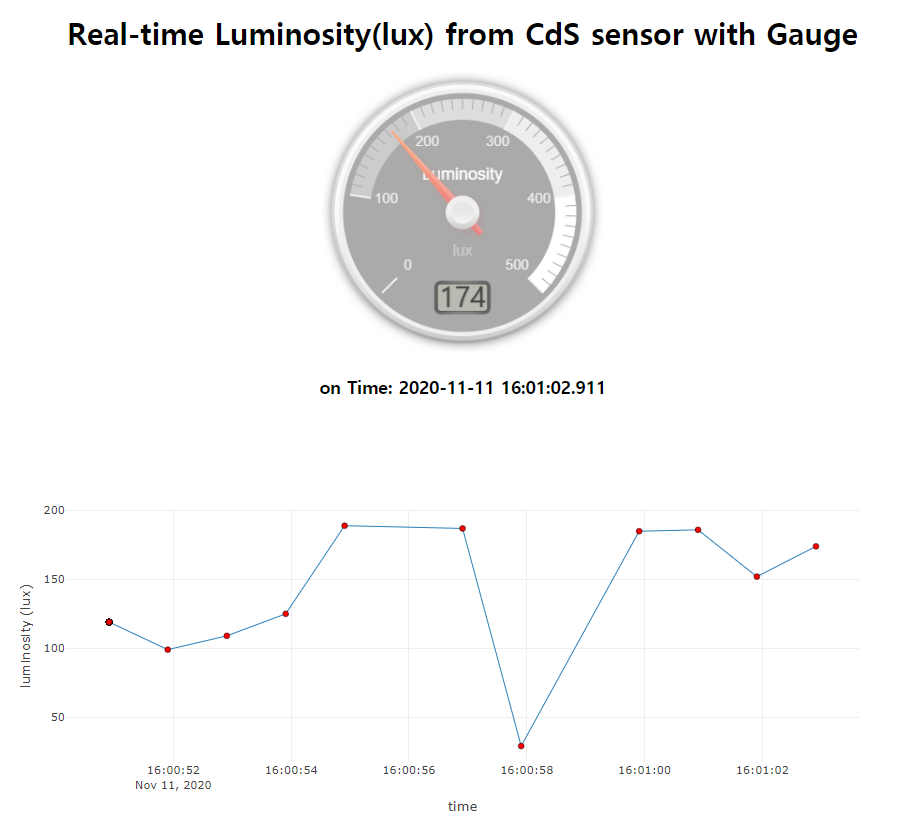 Real-time Luminosity(lux) from CdS sensor with Gauge
200 300
Luminosity
100 400
lux
0 500
174
on Time: 2020-11-11 16:01:02.911
200
150
100
50
luminosity (lux)
16:00:52 16:00:54 16:00:56 16:00:58 16:01:00 16:01:02
Nov 11, 2020
time